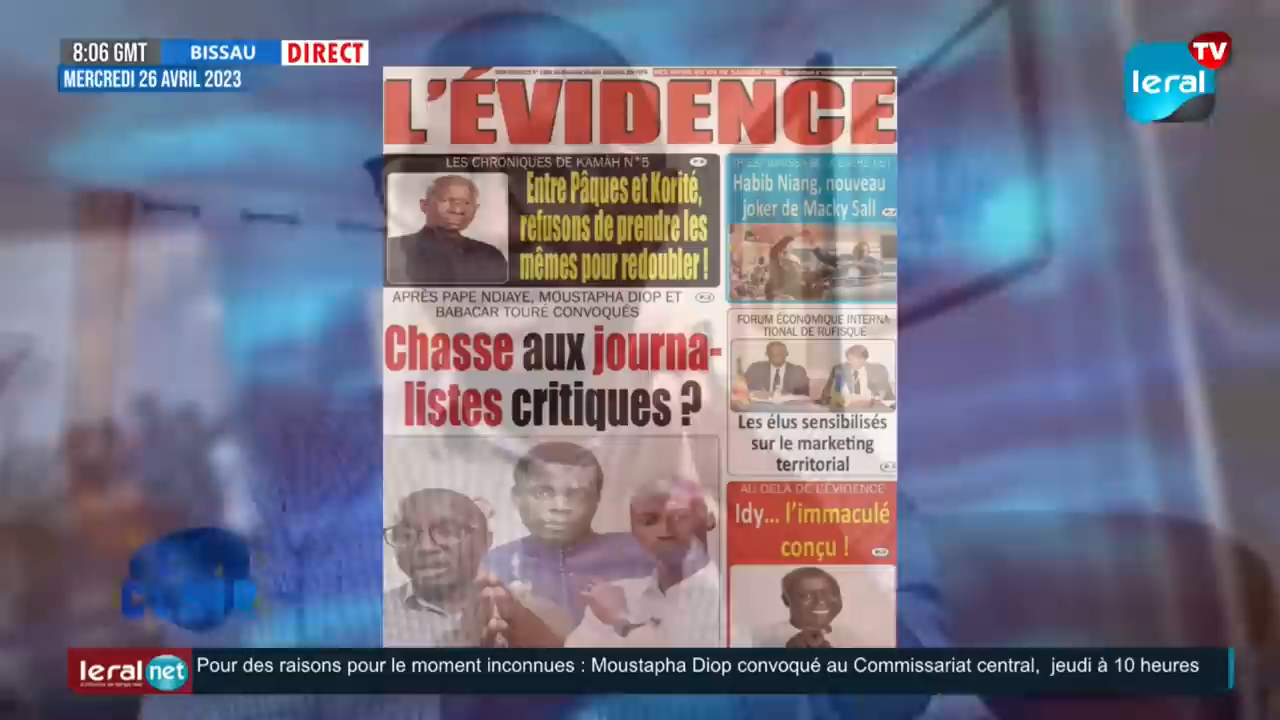 8:06 GMT BISSAU DIRECT
MERCREDI 26 AVRIL 2023
leral TV
L'ÉVIDENCE
LES CHRONIQUES DE KAMÂH N°5
Entre Pâques et Korité,
refusons de prendre les
mêmes pour redoubler !
APRÈS PAPE NDIAYE, MOUSTAPHA DIOP ET
BABACAR TOURÉ CONVOQUÉS
Chasse aux journa-
listes critiques ?
Habib Niang, nouveau
joker de Macky Sall
FORUM ÉCONOMIQUE INTERNA
TIONAL DE RUFISQUE
Les élus sensibilisés
sur le marketing
territorial
AU DELA DE L'ÉVIDENCE
Idy... l'immaculé
conçu !
leral net
Pour des raisons pour le moment inconnues : Moustapha Diop convoqué au Commissariat central, jeudi à 10 heures